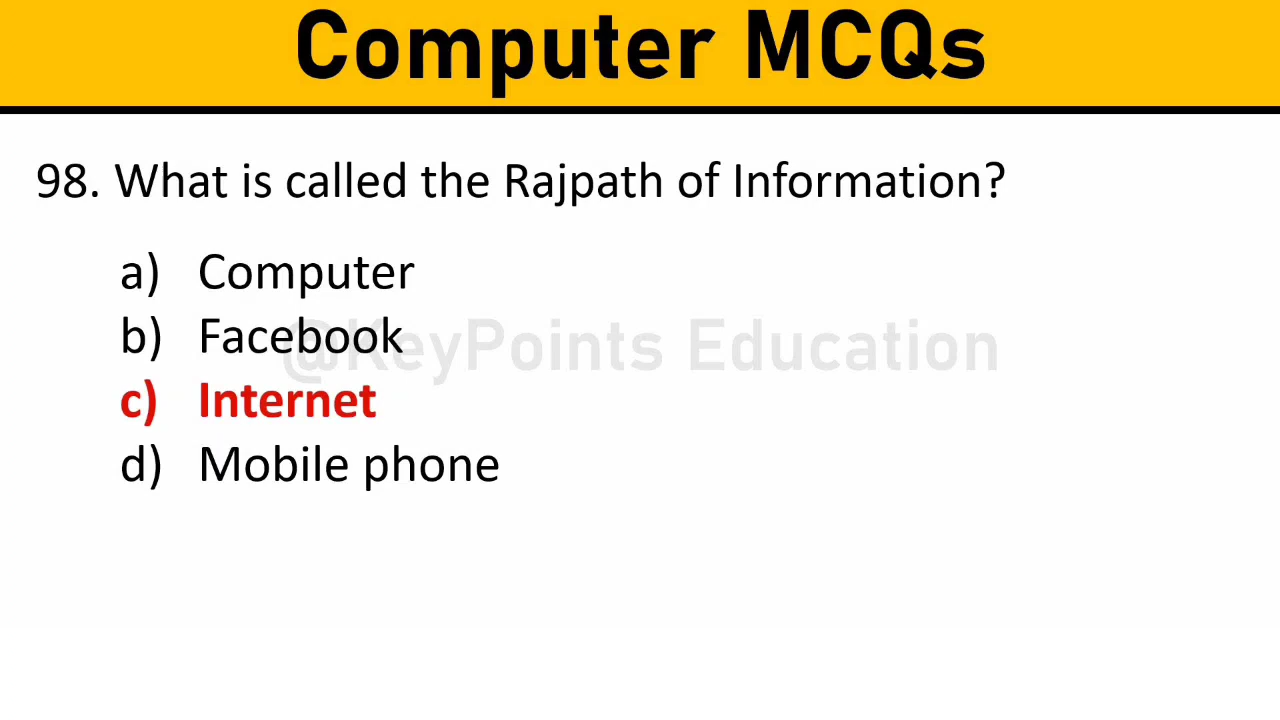 Computer MCQs
98. What is called the Rajpath of Information?
a) Computer
b) Facebook
@KeyPoints Education
c) Internet
d) Mobile phone